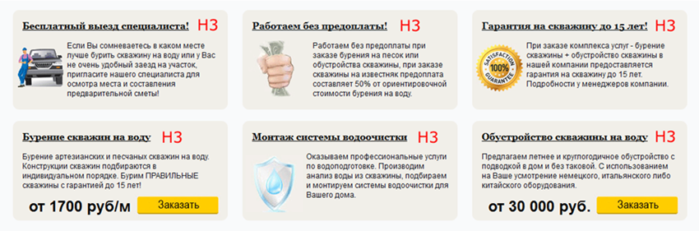 Бесплатный выезд специалиста! H3
Если Вы сомневаетесь в каком месте
лучше бурить скважину на воду или у Вас
не очень удобный заезд на участок,
пригласите нашего специалиста для
осмотра места и составления
предварительной сметы!
Работаем без предоплаты! H3
Работаем без предоплаты при
заказе бурения на песок или
обустройства скважины, при заказе
скважины на известняк предоплата
составляет 50% от ориентировочной
стоимости бурения на воду.
Гарантия на скважину до 15 лет! H3
SATISFACTION
100%
GUARANTEE
При заказе комплекса услуг - бурение
скважины + обустройство скважины в
нашей компании предоставляется
гарантия на скважину до 15 лет.
Подробности у менеджеров компании.
Бурение скважин на воду H3
Бурение артезианских и песчаных скважин на воду.
Конструкции скважин подбираются в
индивидуальном порядке. Бурим ПРАВИЛЬНЫЕ
скважины с гарантией до 15 лет!
от 1700 руб/м Заказать
Монтаж системы водоочистки H3
Оказываем профессиональные услуги
по водоподготовке. Производим
анализ воды из скважины, подбираем
и монтируем системы водоочистки для
Вашего дома.
Обустройство скважины на воду H3
Предлагаем летнее и круглогодичное обустройство с
подводкой в дом и без таковой. С использованием
на Ваше усмотрение немецкого, итальянского либо
китайского оборудования.
от 30 000 руб. Заказать